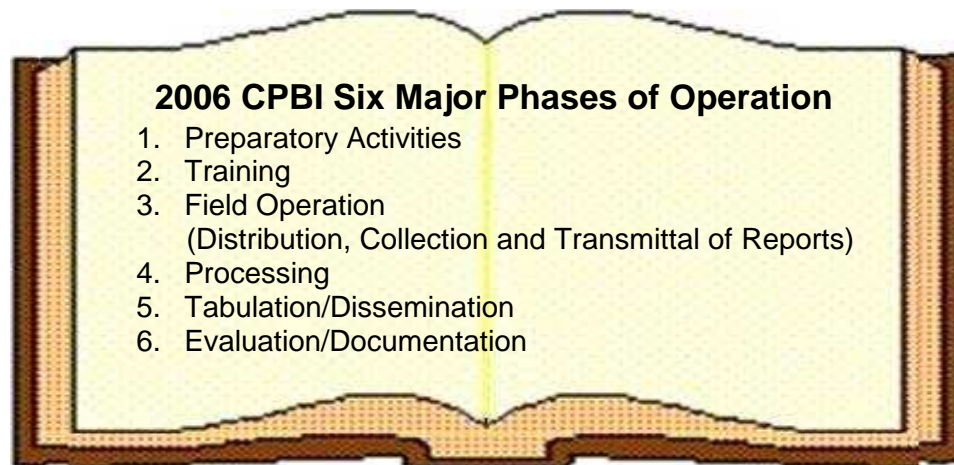 2006 CPBI Six Major Phases of Operation
1. Preparatory Activities
2. Training
3. Field Operation
(Distribution, Collection and Transmittal of Reports)
4. Processing
5. Tabulation/Dissemination
6. Evaluation/Documentation